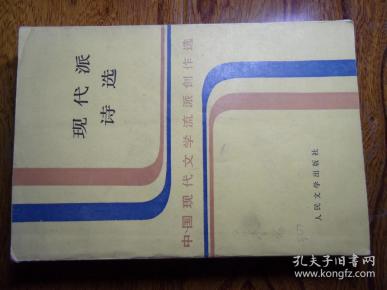 现代派
诗选
中国现代文学流派创作选
人民文学出版社
孔夫子旧书网
www.kongfz.com